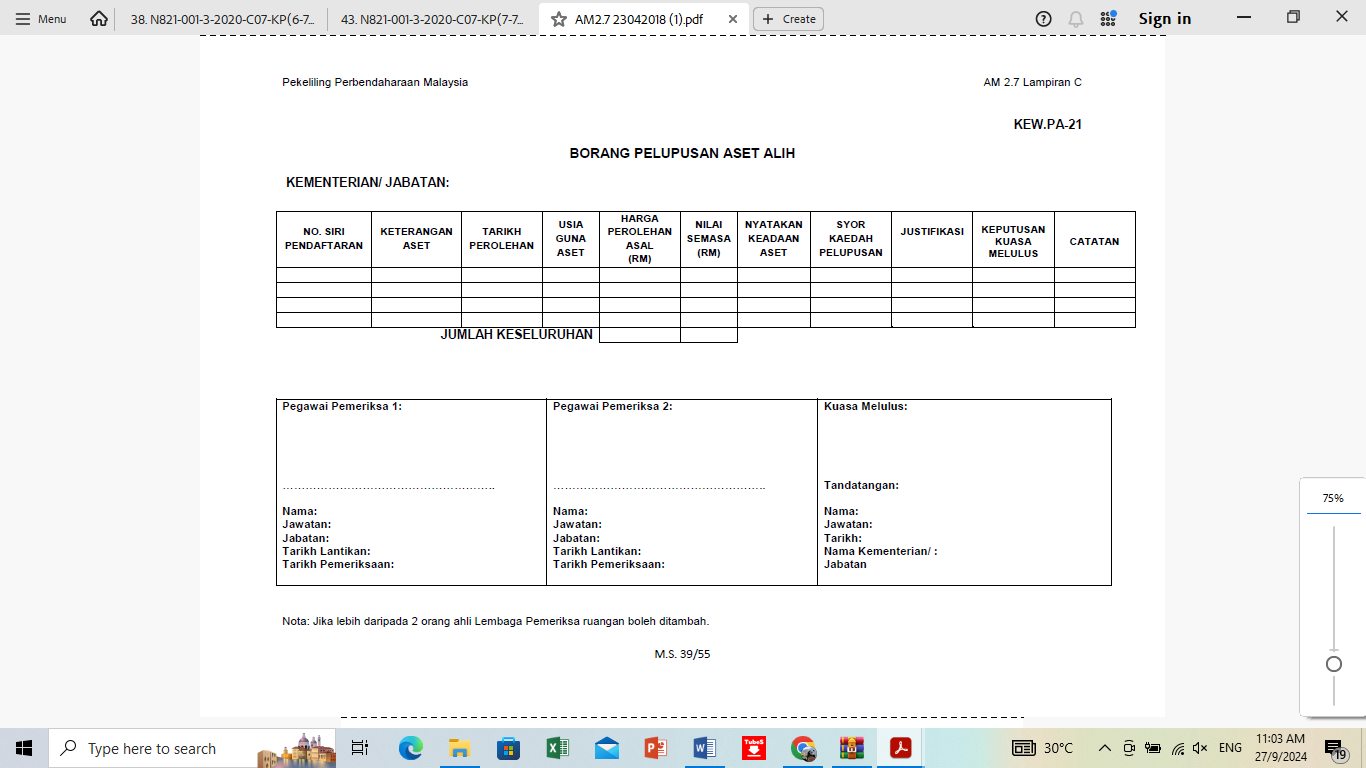 Menu
38. N821-001-3-2020-C07-KP(6-7...
43. N821-001-3-2020-C07-KP(7-7...
AM2.7 23042018 (1).pdf
Create
Sign in
Pekeliling Perbendaharaan Malaysia
AM 2.7 Lampiran C
KEW.PA-21
BORANG PELUPUSAN ASET ALIH
KEMENTERIAN/ JABATAN:
NO. SIRI
PENDAFTARAN
KETERANGAN
ASET
TARIKH
PEROLEHAN
USIA
GUNA
ASET
HARGA
PEROLEHAN
ASAL
(RM)
NILAI
SEMASA
(RM)
NYATAKAN
KEADAAN
ASET
SYOR
KAEDAH
PELUPUSAN
JUSTIFIKASI
KEPUTUSAN
KUASA
MELULUS
CATATAN
JUMLAH KESELURUHAN
Pegawai Pemeriksa 1:
………………………………………………..
Nama:
Jawatan:
Jabatan:
Tarikh Lantikan:
Tarikh Pemeriksaan:
Pegawai Pemeriksa 2:
………………………………………………..
Nama:
Jawatan:
Jabatan:
Tarikh Lantikan:
Tarikh Pemeriksaan:
Kuasa Melulus:
Tandatangan:
Nama:
Jawatan:
Tarikh:
Nama Kementerian/ :
Jabatan
Nota: Jika lebih daripada 2 orang ahli Lembaga Pemeriksa ruangan boleh ditambah.
M.S. 39/55
75%
Type here to search
TubeS
30°C
ENG
11:03 AM
27/9/2024
19